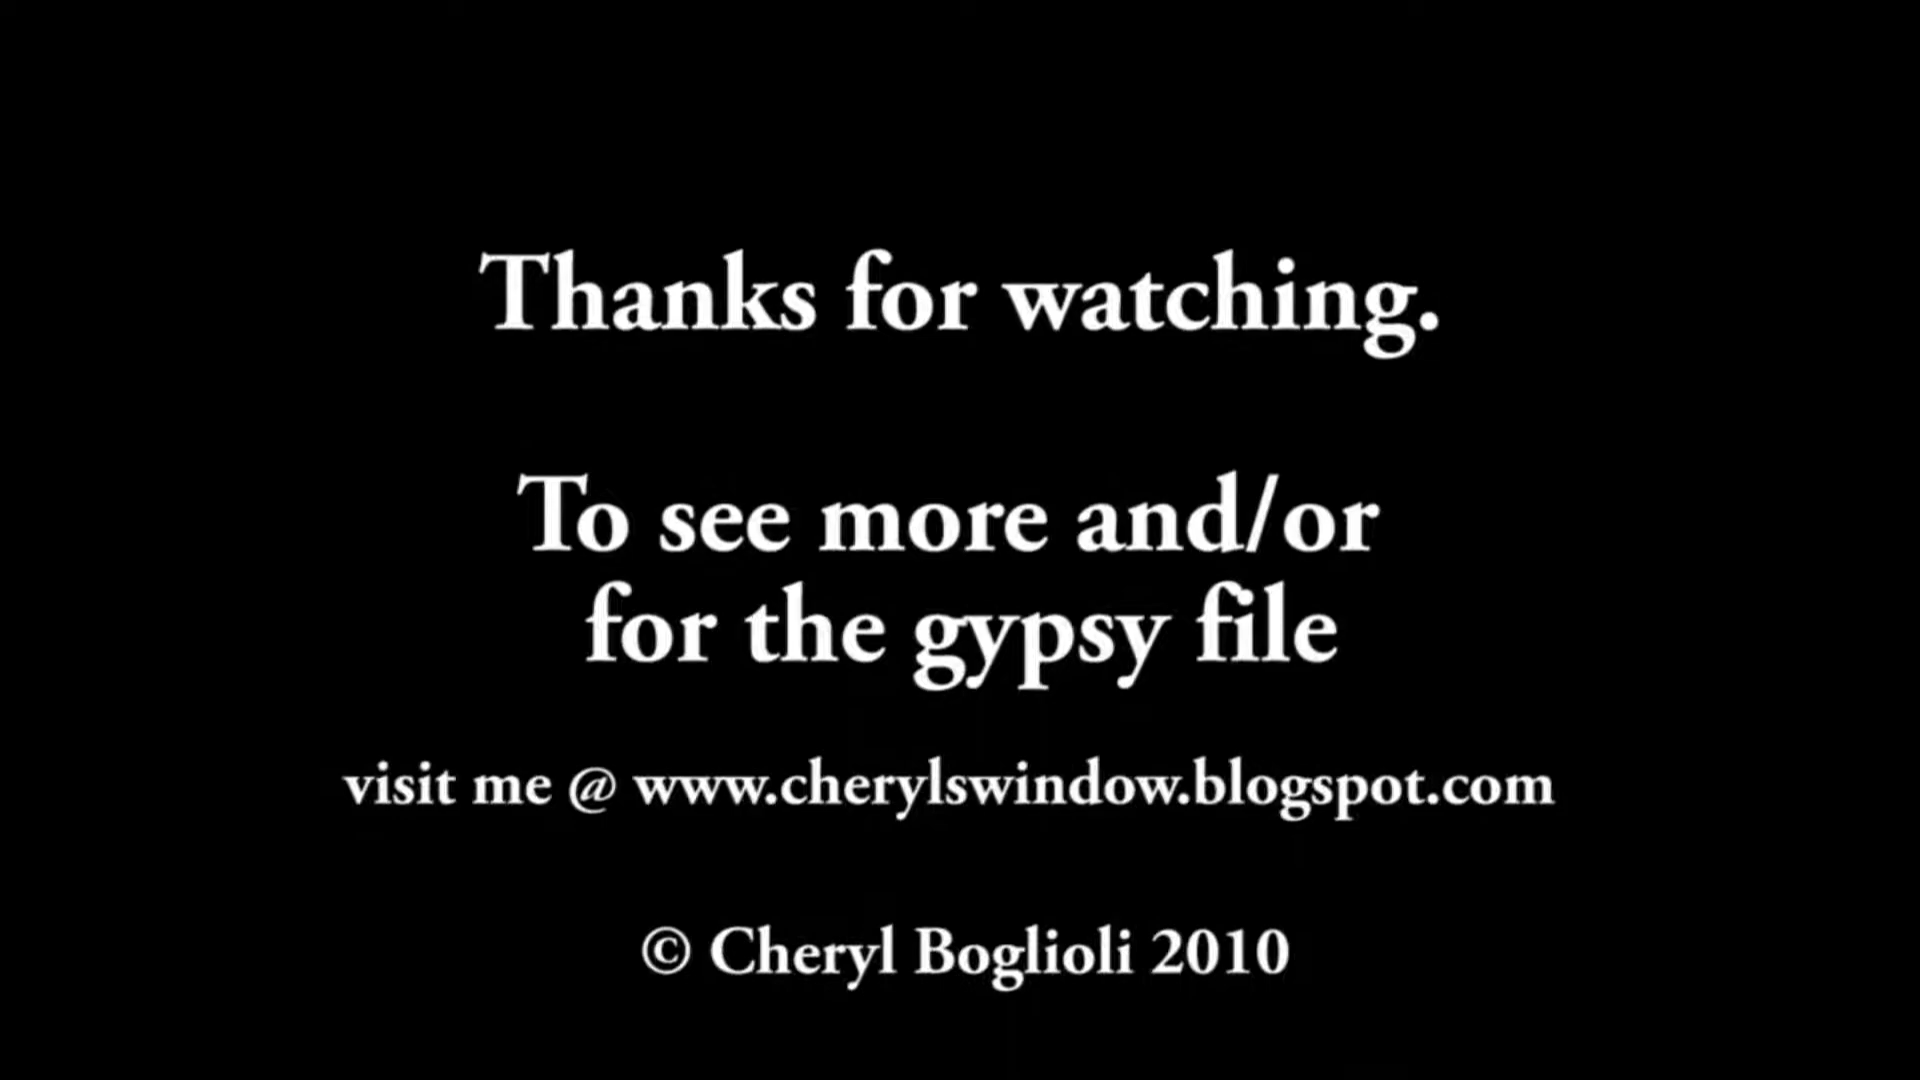 Thanks for watching.
To see more and/or
for the gypsy file
visit me @ www.cherylswindow.blogspot.com
© Cheryl Boglioli 2010